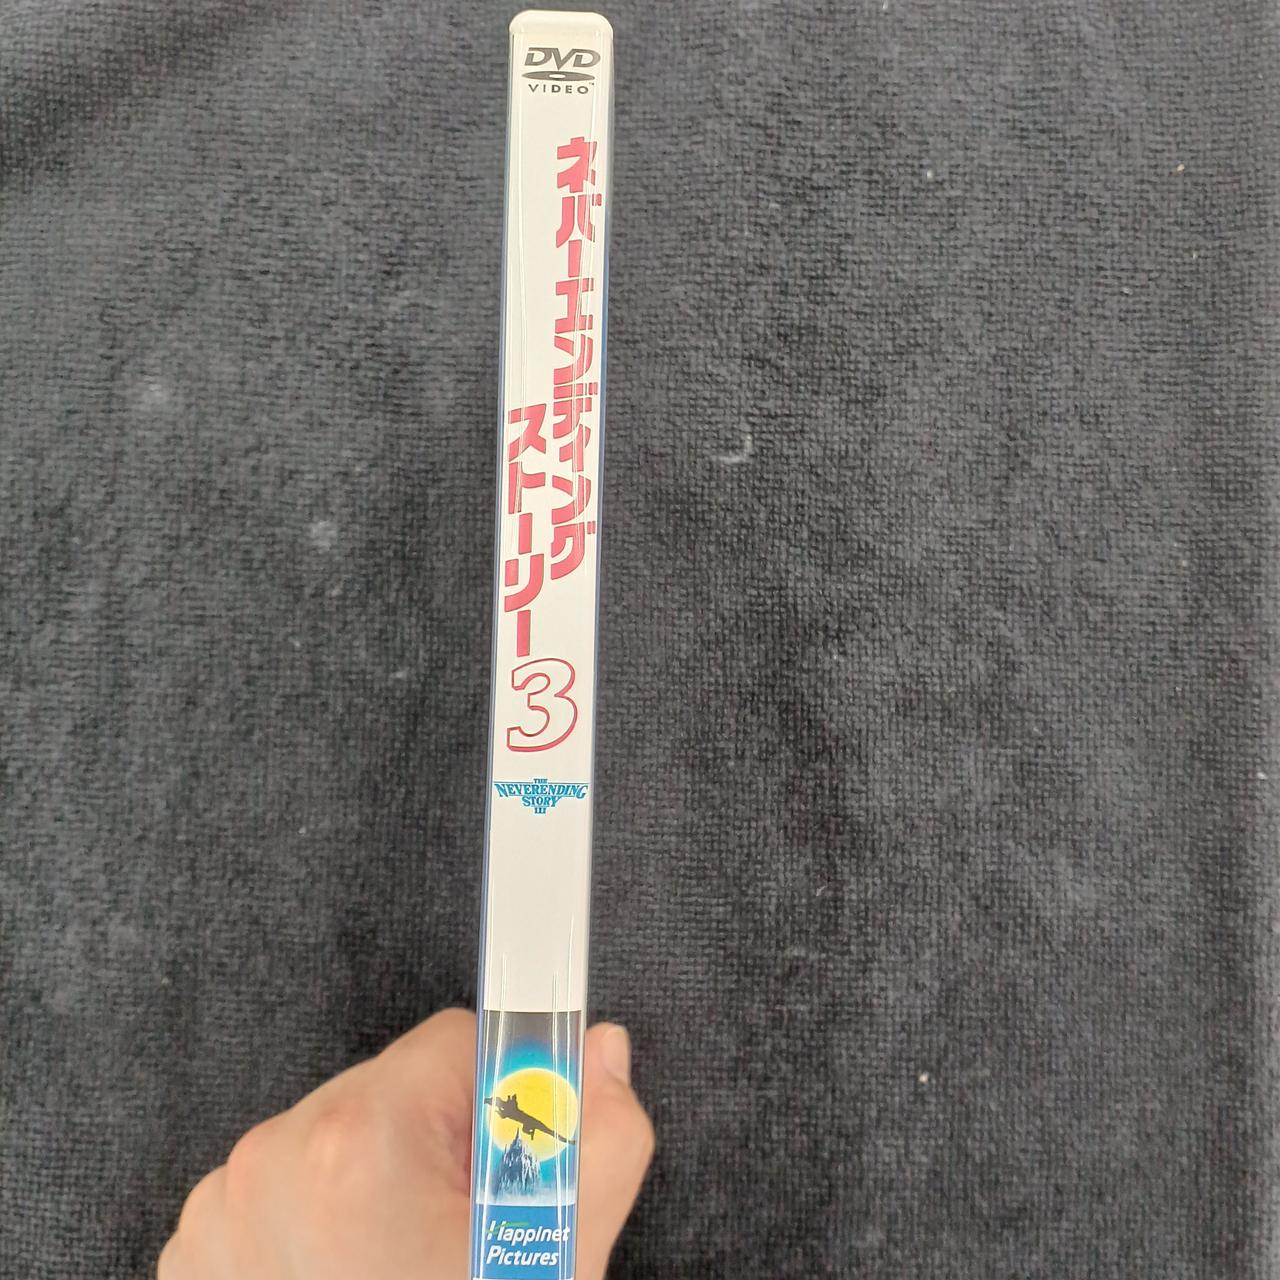 DVD
VIDEO™
ネバーエンディング
ストーリー
3
THE
NEVERENDING
STORY
III
Happinet
Pictures